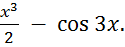 x³/2 − cos 3x.